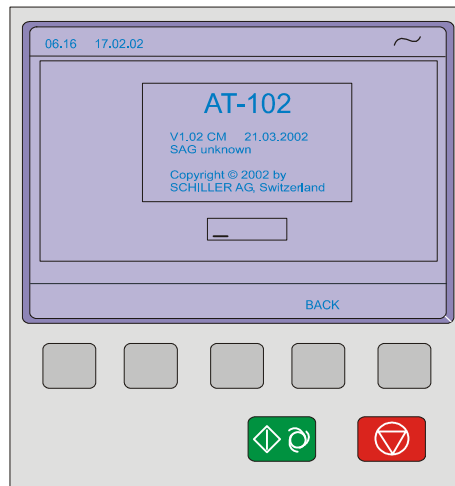 06.16 17.02.02
AT-102
V1.02 CM 21.03.2002
SAG unknown
Copyright © 2002 by
SCHILLER AG, Switzerland
BACK